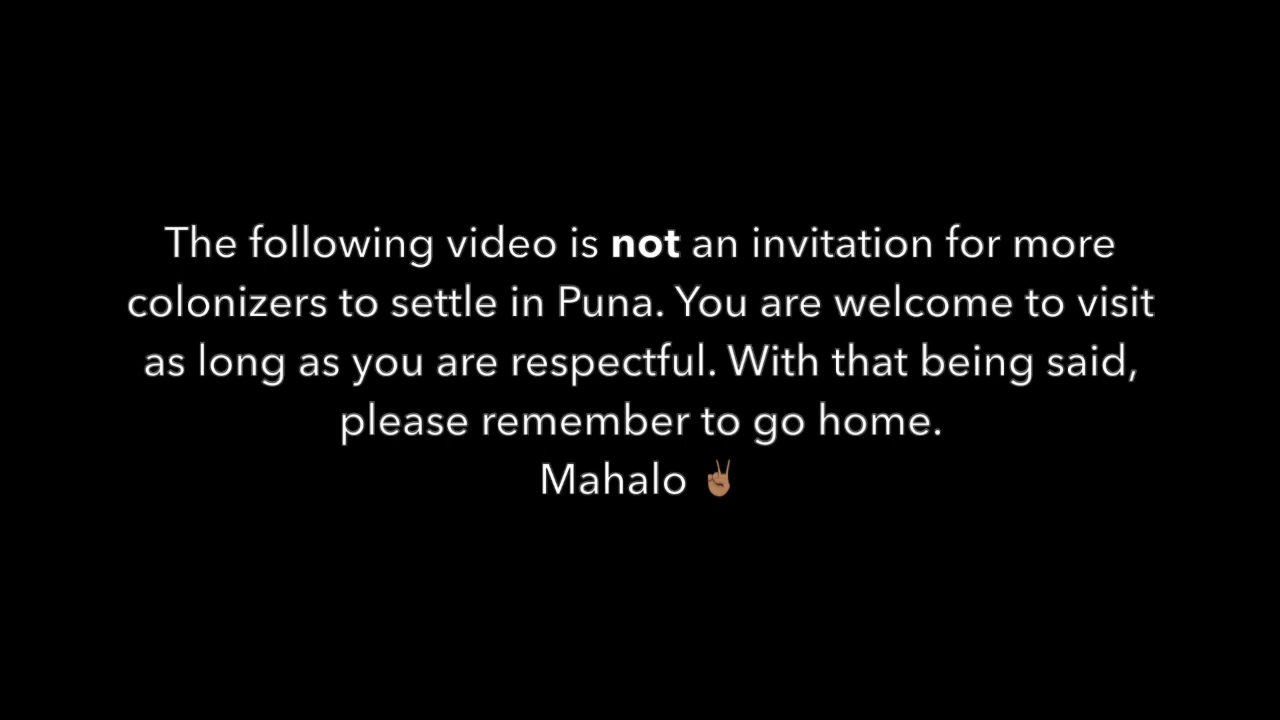 The following video is not an invitation for more
colonizers to settle in Puna. You are welcome to visit
as long as you are respectful. With that being said,
please remember to go home.
Mahalo ✌🏽